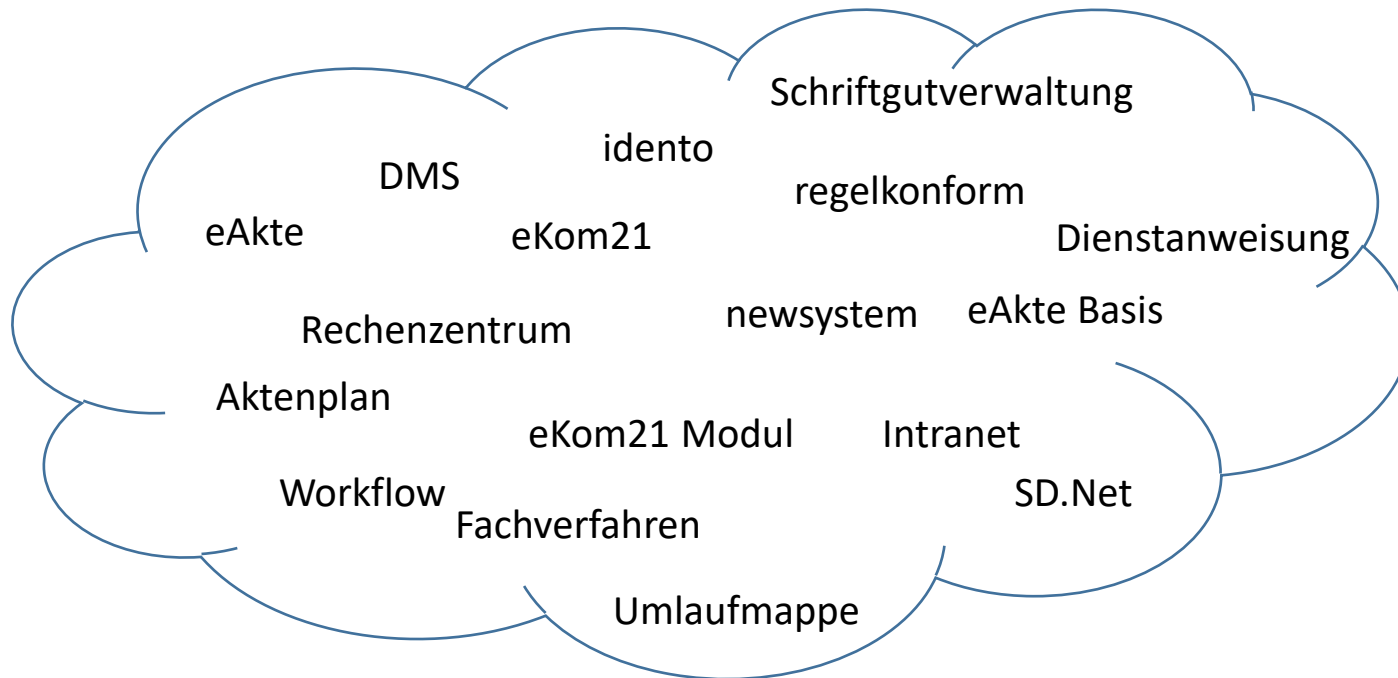 Schriftgutverwaltung
idento
DMS
regelkonform
eAkte
eKom21
Dienstanweisung
newsystem
eAkte Basis
Rechenzentrum
Aktenplan
eKom21 Modul
Intranet
Workflow
SD.Net
Fachverfahren
Umlaufmappe